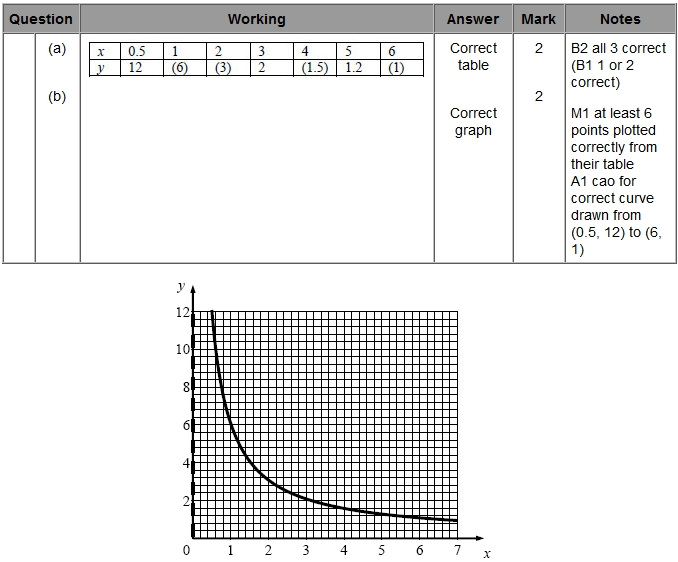 Question Working Answer Mark Notes
(a) x 0.5 1 2 3 4 5 6
y 12 (6) (3) 2 (1.5) 1.2 (1)
Correct
table
2
B2 all 3 correct
(B1 1 or 2
correct)
(b)
Correct
graph
2
M1 at least 6
points plotted
correctly from
their table
A1 cao for
correct curve
drawn from
(0.5, 12) to (6,
1)
y
12
10
8
6
4
2
0 1 2 3 4 5 6 7 x